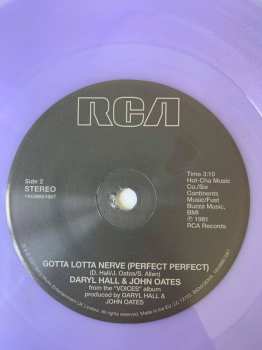 RCA
Side 2
STEREO
Time 3:10
Hot-Cha Music
Co./Six
Continents
Music/Fust
Buzza Music,
BMI
℗ 1981
RCA Records
GOTTA LOTTA NERVE (PERFECT PERFECT)
(D. Hall/J. Oates/S. Allen)
DARYL HALL & JOHN OATES
from the "VOICES" album
produced by DARYL HALL &
JOHN OATES